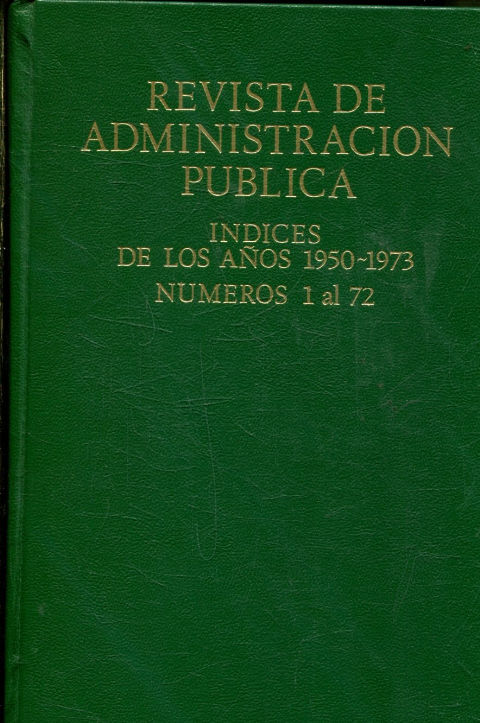 REVISTA DE
ADMINISTRACION
PUBLICA
INDICES
DE LOS AÑOS 1950~1973
NUMEROS 1 al 72